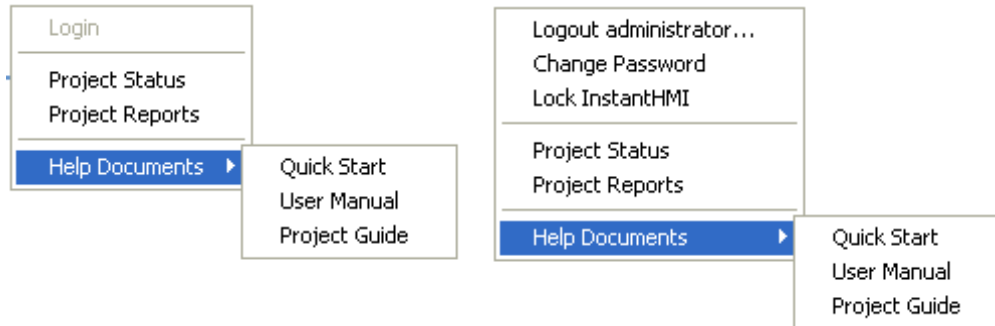 Login
Project Status
Project Reports
Help Documents
Quick Start
User Manual
Project Guide
Logout administrator...
Change Password
Lock InstantHMI
Project Status
Project Reports
Help Documents
Quick Start
User Manual
Project Guide